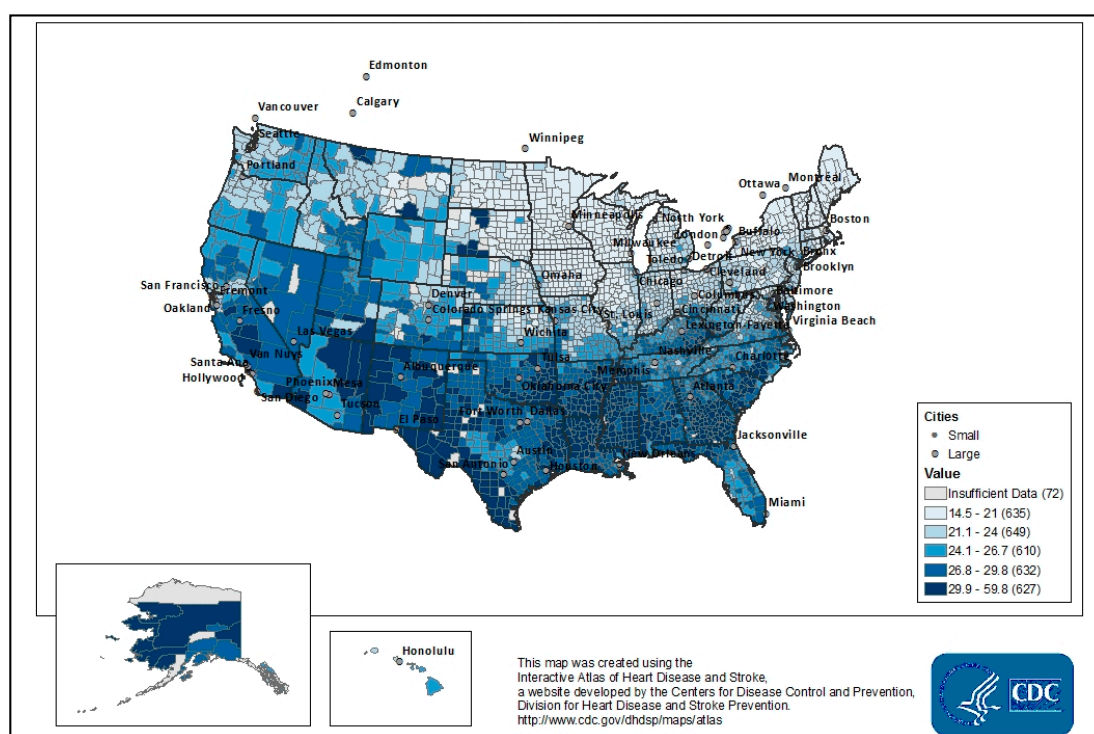 Edmonton
Calgary
Vancouver
Seattle
Winnipeg
Portland
Ottawa
Montreal
Minneapolis
North York
Boston
London
Buffalo
Milwaukee
Detroit
New York
Bronx
Toledo
Brooklyn
Omaha
Chicago
Cleveland
San Francisco
Fremont
Denver
Columbus
Baltimore
Oakland
Fresno
Colorado Springs
Kansas City
St. Louis
Cincinnati
Washington
Virginia Beach
Las Vegas
Wichita
Lexington-Fayette
Van Nuys
Nashville
Charlotte
Santa Ana
Albuquerque
Tulsa
Memphis
Hollywood
Phoenix
Mesa
Oklahoma City
Atlanta
San Diego
Tucson
El Paso
Fort Worth
Dallas
Jacksonville
Austin
San Antonio
Houston
New Orleans
Miami
Cities
Small
Large
Value
Insufficient Data (72)
14.5 - 21 (635)
21.1 - 24 (649)
24.1 - 26.7 (610)
26.8 - 29.8 (632)
29.9 - 59.8 (627)
Honolulu
This map was created using the
Interactive Atlas of Heart Disease and Stroke,
a website developed by the Centers for Disease Control and Prevention,
Division for Heart Disease and Stroke Prevention.
http://www.cdc.gov/dhdsp/maps/atlas
CDC